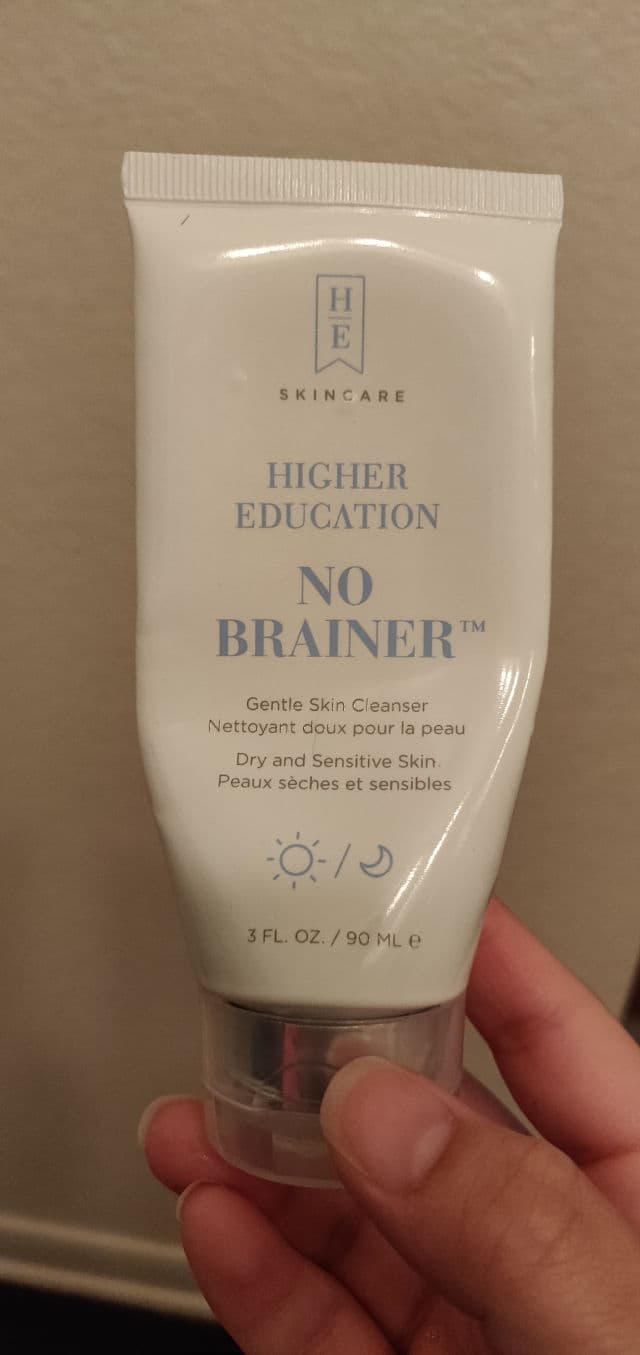 H
E
SKINCARE
HIGHER
EDUCATION
NO
BRAINER™
Gentle Skin Cleanser
Nettoyant doux pour la peau
Dry and Sensitive Skin
Peaux sèches et sensibles
3 FL. OZ. / 90 ML ℮